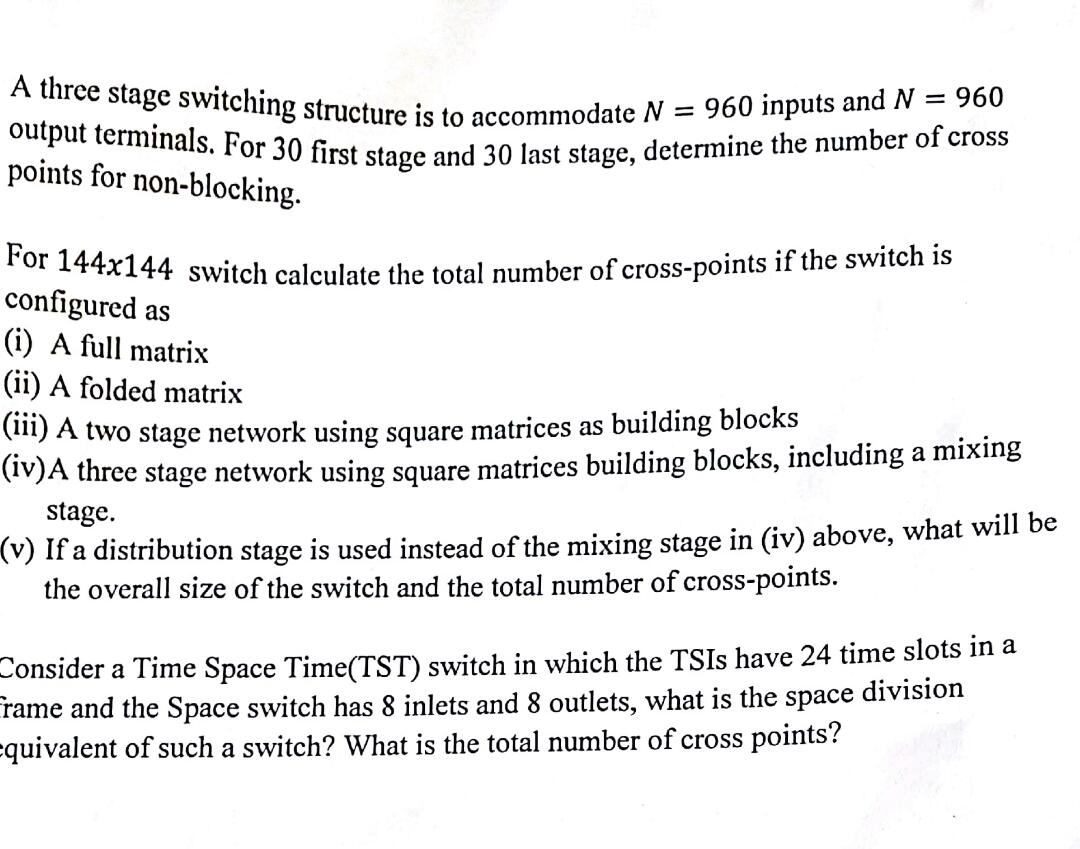 A three stage switching structure is to accommodate N = 960 inputs and N = 960
output terminals. For 30 first stage and 30 last stage, determine the number of cross
points for non-blocking.
For 144x144 switch calculate the total number of cross-points if the switch is
configured as
(i) A full matrix
(ii) A folded matrix
(iii) A two stage network using square matrices as building blocks
(iv)A three stage network using square matrices building blocks, including a mixing
stage.
(v) If a distribution stage is used instead of the mixing stage in (iv) above, what will be
the overall size of the switch and the total number of cross-points.
Consider a Time Space Time(TST) switch in which the TSIs have 24 time slots in a
frame and the Space switch has 8 inlets and 8 outlets, what is the space division
equivalent of such a switch? What is the total number of cross points?